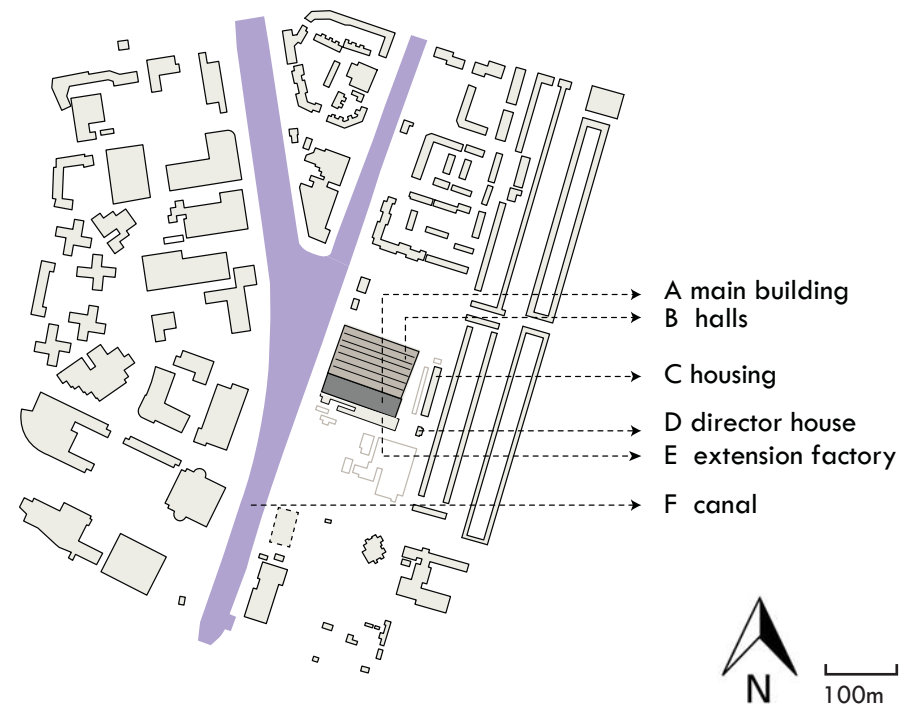 A main building
B halls
C housing
D director house
E extension factory
F canal
N
100m